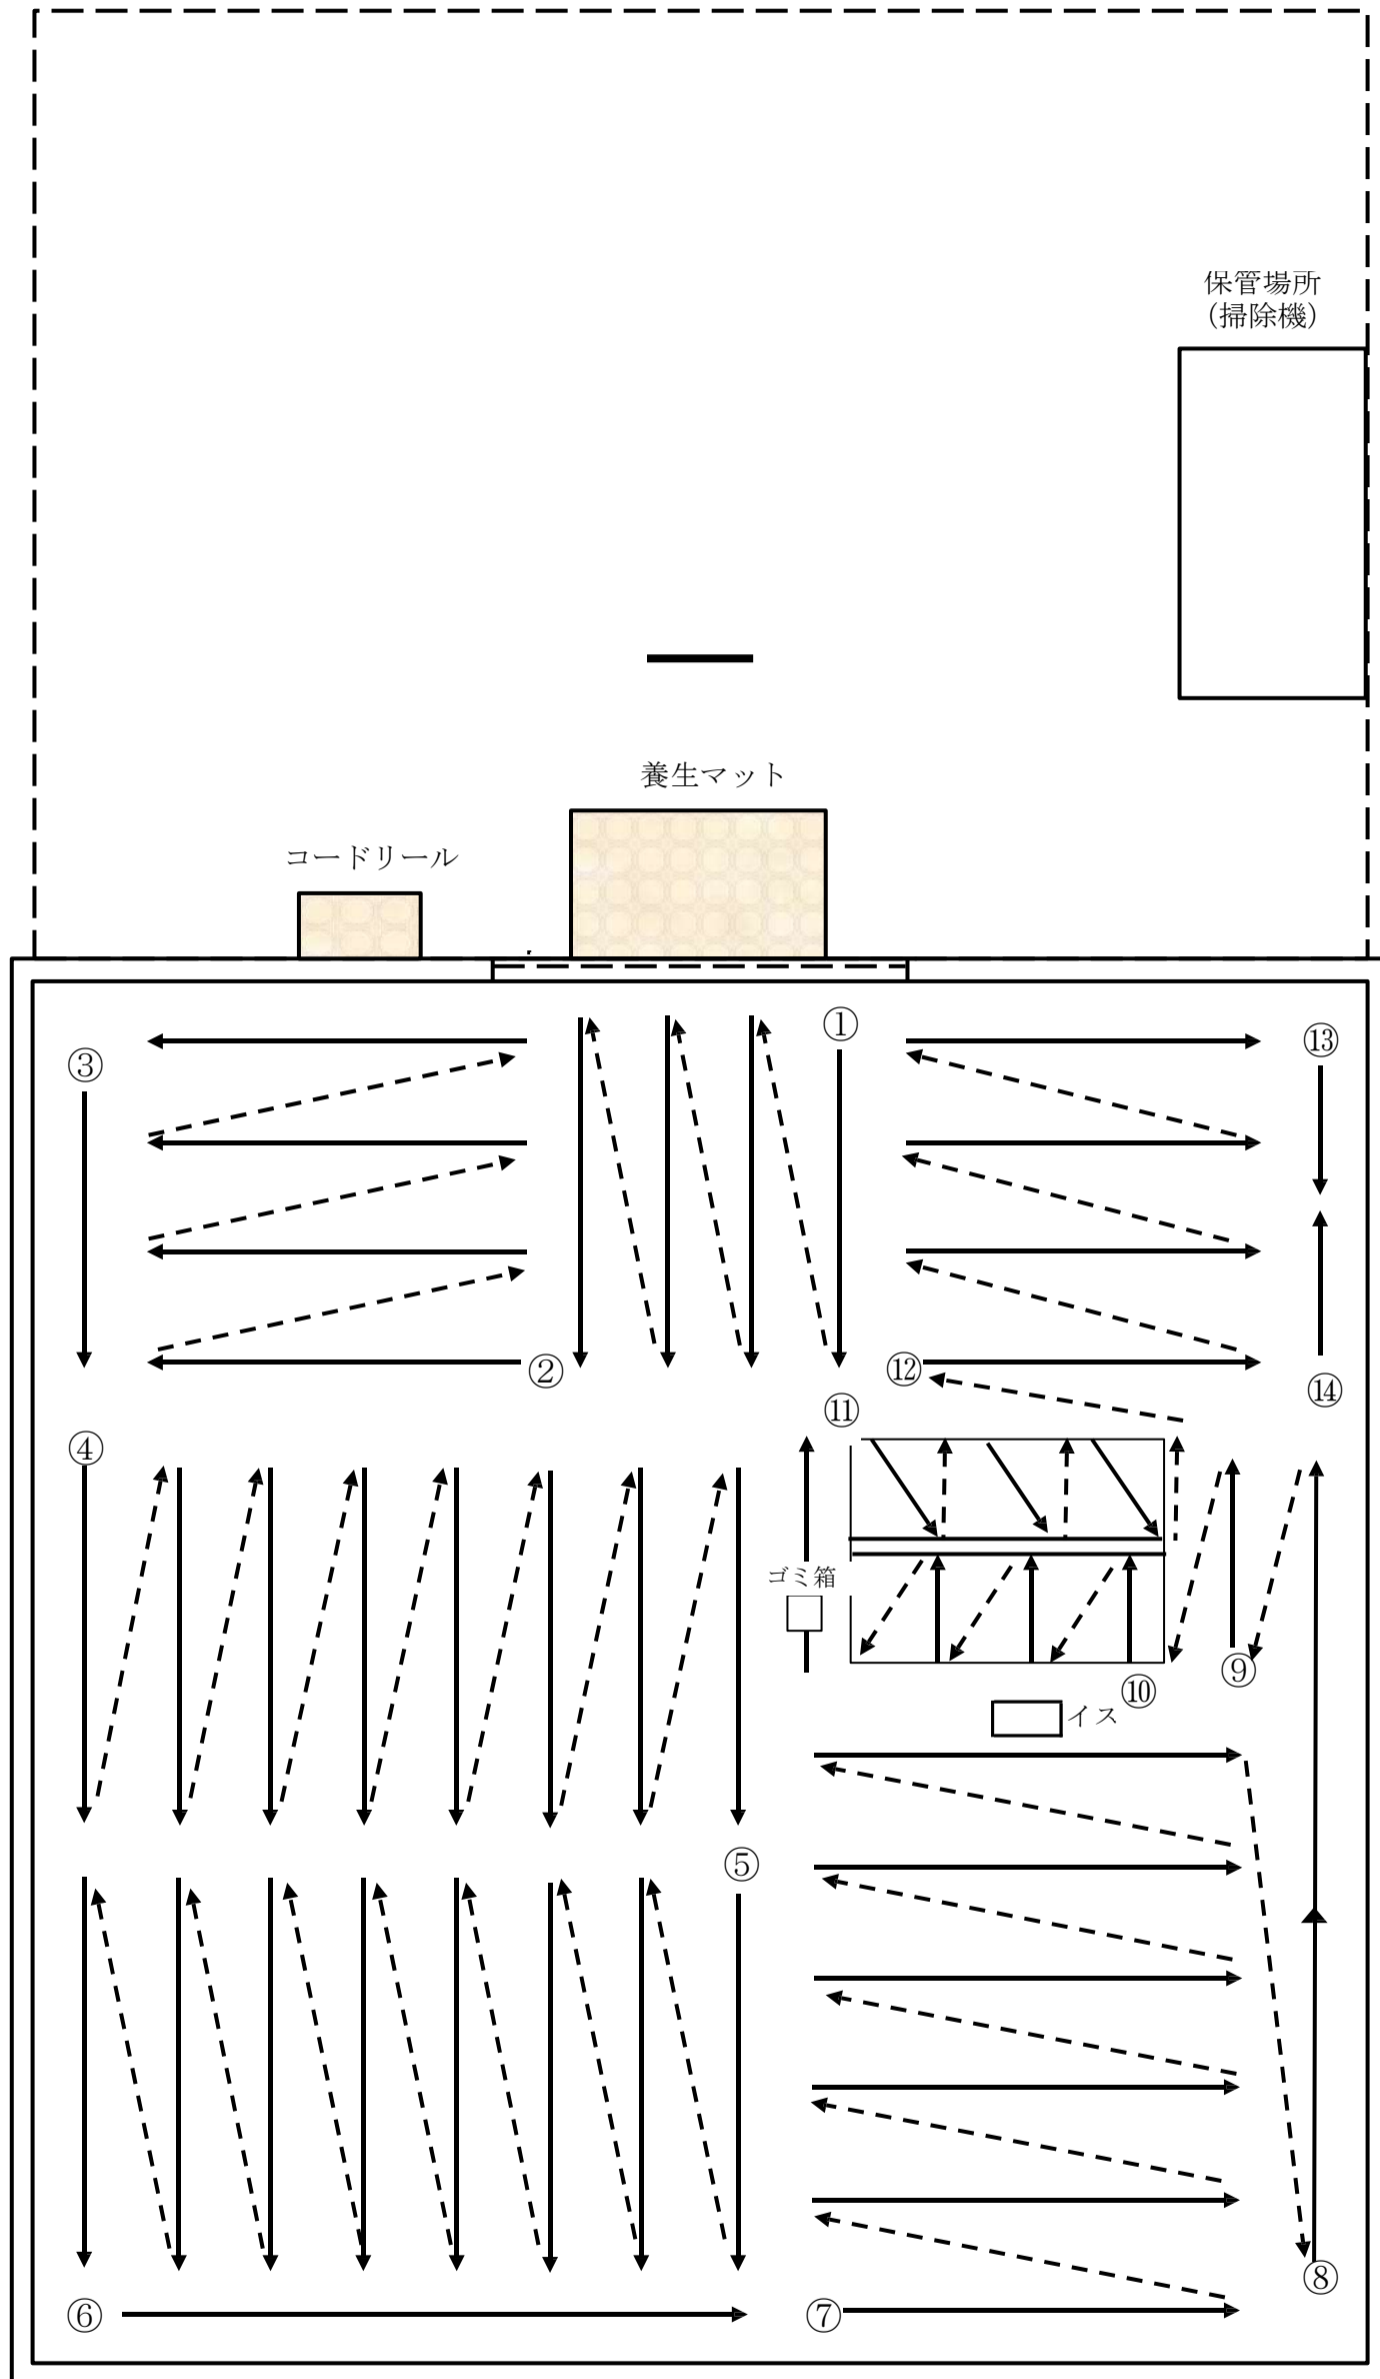 保管場所
(掃除機)
養生マット
コードリール
①
③
⑬
②
⑫
⑭
⑪
④
ゴミ箱
⑨
⑩
イス
⑤
⑧
⑥
⑦